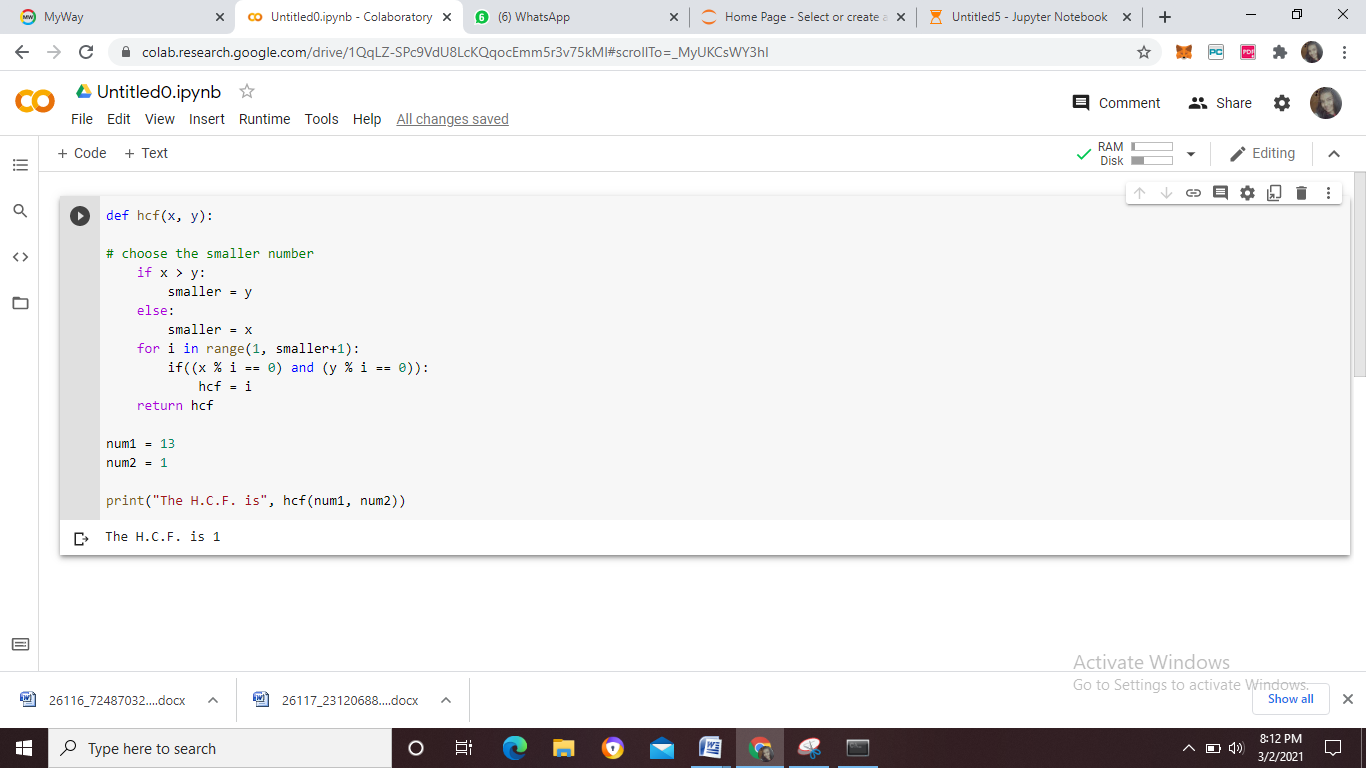 MyWay
Untitled0.ipynb - Colaboratory
6
(6) WhatsApp
Home Page - Select or create a
Untitled5 - Jupyter Notebook
colab.research.google.com/drive/1QqLZ-SPc9VdU8LcKQqocEmm5r3v75kMl#scrollTo=_MyUKCsWY3hl
PC
PDF
Untitled0.ipynb
File Edit View Insert Runtime Tools Help All changes saved
Comment
Share
+ Code + Text
RAM
Disk
Editing
def hcf(x, y):
# choose the smaller number
    if x > y:
        smaller = y
    else:
        smaller = x
    for i in range(1, smaller+1):
        if((x % i == 0) and (y % i == 0)):
            hcf = i
    return hcf
num1 = 13
num2 = 1
print("The H.C.F. is", hcf(num1, num2))
The H.C.F. is 1
Activate Windows
Go to Settings to activate Windows.
26116_72487032....docx
26117_23120688....docx
Show all
Type here to search
8:12 PM
3/2/2021